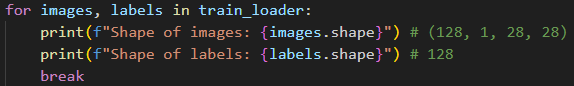 for images, labels in train_loader:
    print(f"Shape of images: {images.shape}") # (128, 1, 28, 28)
    print(f"Shape of labels: {labels.shape}") # 128
    break